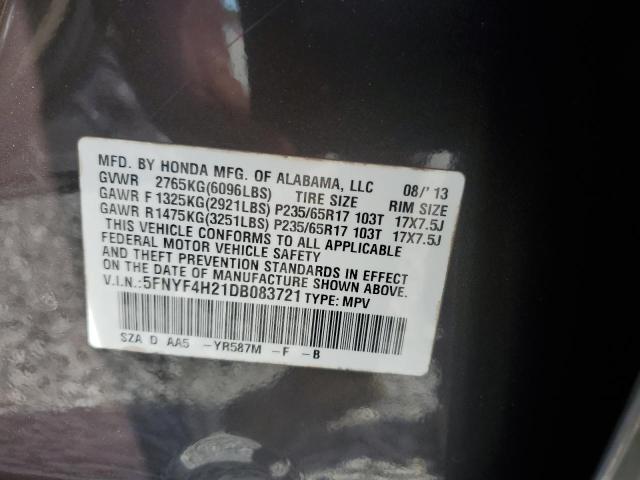 MFD. BY HONDA MFG. OF ALABAMA, LLC 08/'13
GVWR 2765KG(6096LBS) TIRE SIZE RIM SIZE
GAWR F 1325KG(2921LBS) P235/65R17 103T 17X7.5J
GAWR R1475KG(3251LBS) P235/65R17 103T 17X7.5J
THIS VEHICLE CONFORMS TO ALL APPLICABLE
FEDERAL MOTOR VEHICLE SAFETY
AND THEFT PREVENTION STANDARDS IN EFFECT
ON THE DATE OF MANUFACTURE SHOWN ABOVE.
V.I.N.:5FNYF4H21DB083721 TYPE: MPV
SZA D AA5 -YR587M -F -B